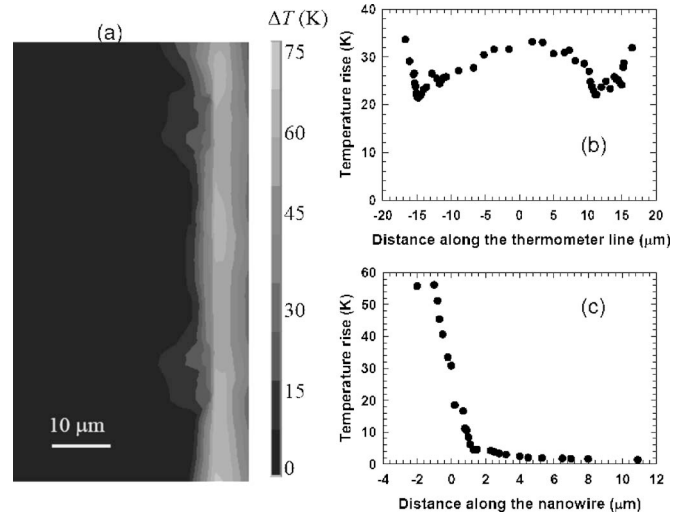 (a)
ΔT (K)
75
60
45
30
15
0
10 μm
Temperature rise (K)
40
30
20
10
0
(b)
-20 -15 -10 -5 0 5 10 15 20
Distance along the thermometer line (μm)
Temperature rise (K)
60
50
40
30
20
10
0
(c)
-4 -2 0 2 4 6 8 10 12
Distance along the nanowire (μm)